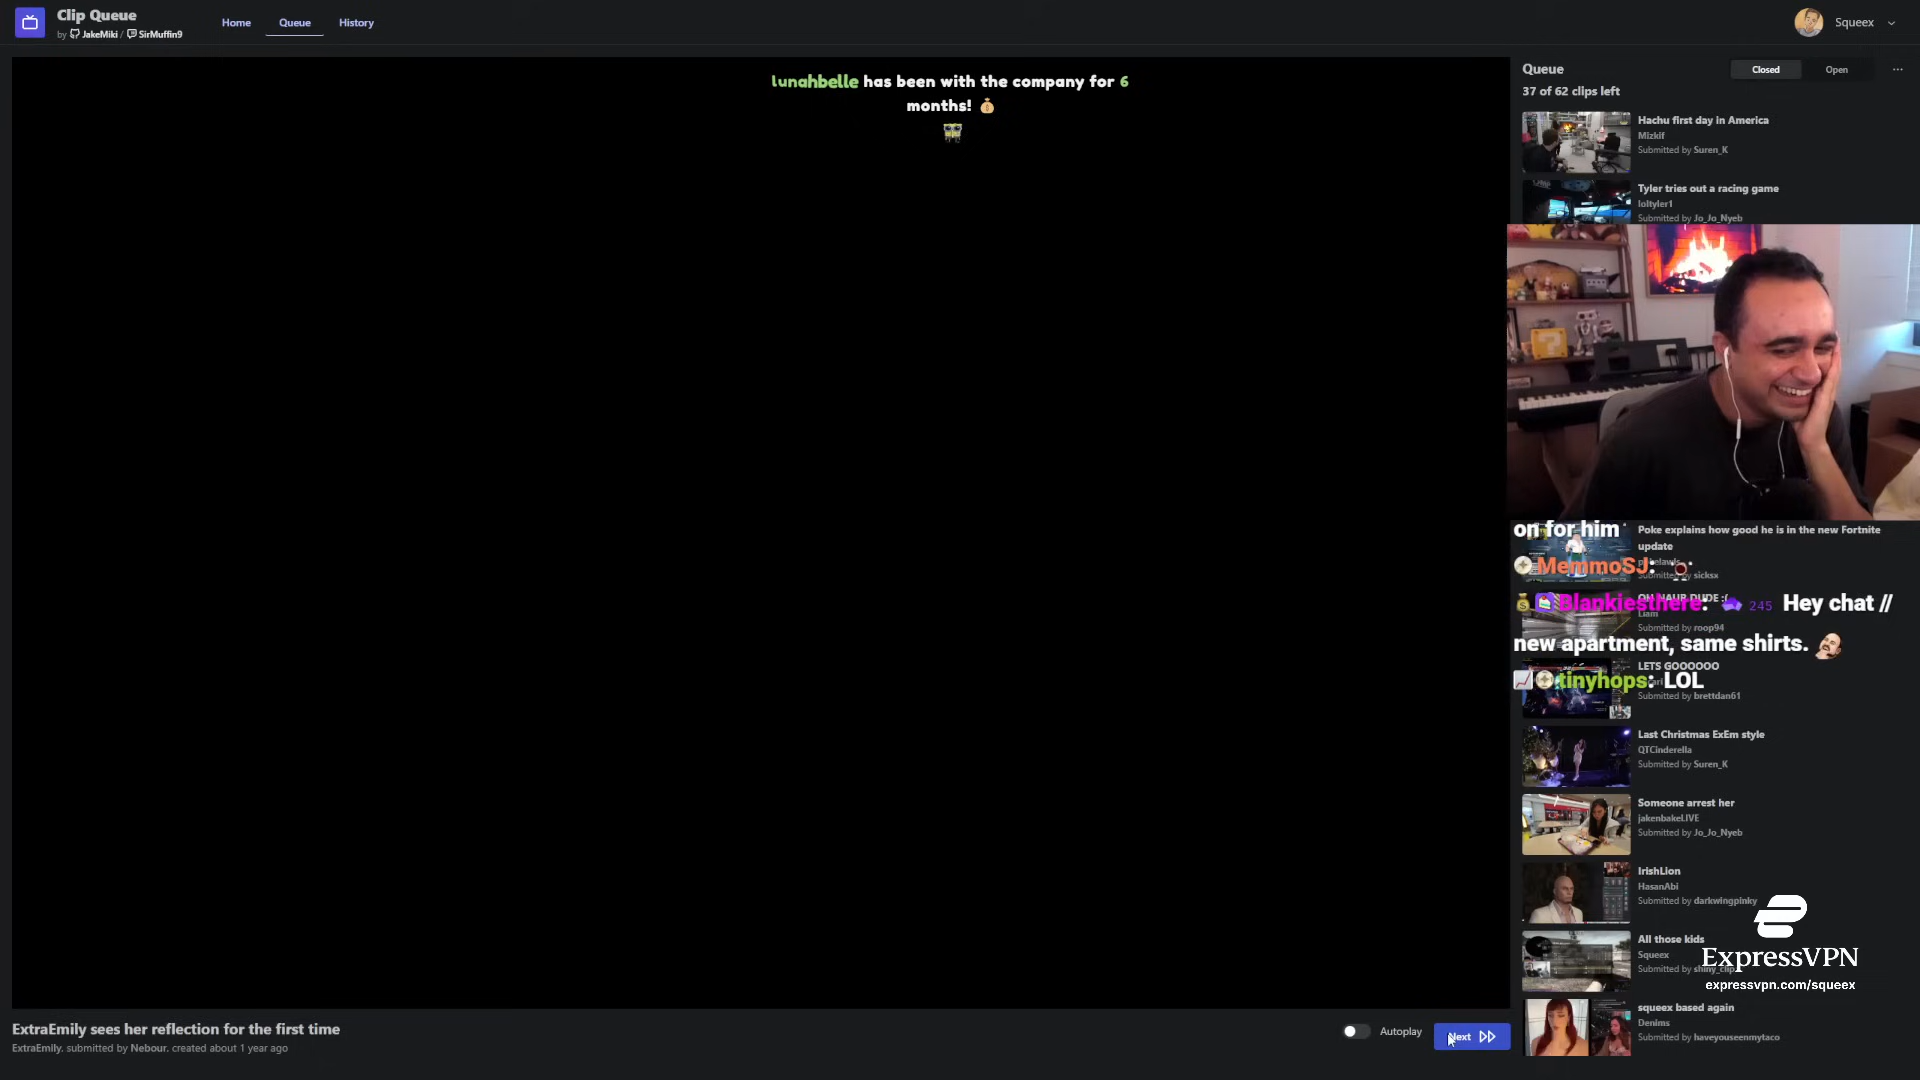 Clip Queue
by JakeMiki / SirMuffin9
Home
Queue
History
Squeex
lunahbelle has been with the company for 6
months!
Queue
Closed
Open
37 of 62 clips left
Hachu first day in America
Mizkif
Submitted by Suren_K
Tyler tries out a racing game
loltyler1
Submitted by Jo_Jo_Nyeb
on for him
Poke explains how good he is in the new Fortnite
update
Submitted by sicksx
MemmoSJ:
Blankiesthere: 245 Hey chat //
new apartment, same shirts.
Liam
Submitted by roop94
LETS GOOOOOO
tinyhops: LOL
Submitted by brettdan61
Last Christmas ExEm style
QTCinderella
Submitted by Suren_K
Someone arrest her
jakenbakeLIVE
Submitted by Jo_Jo_Nyeb
IrishLion
HasanAbi
Submitted by darkwingpinky
All those kids
Squeex
Submitted by
ExpressVPN
expressvpn.com/squeex
squeex based again
Denims
Submitted by haveyouseenmytaco
ExtraEmily sees her reflection for the first time
ExtraEmily, submitted by Nebour, created about 1 year ago
Autoplay
Next